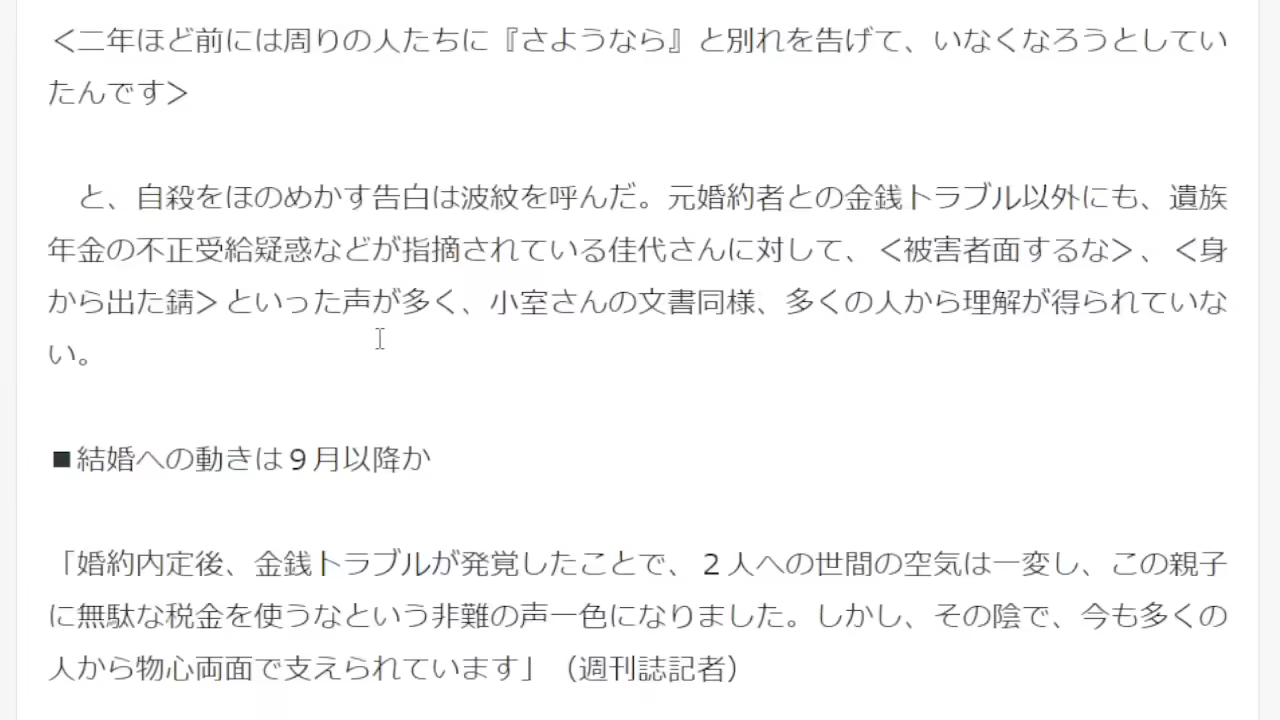 ＜二年ほど前には周りの人たちに『さようなら』と別れを告げて、いなくなろうとしてい
たんです＞
と、自殺をほのめかす告白は波紋を呼んだ。元婚約者との金銭トラブル以外にも、遺族
年金の不正受給疑惑などが指摘されている佳代さんに対して、＜被害者面するな＞、＜身
から出た錆＞といった声が多く、小室さんの文書同様、多くの人から理解が得られていな
い。
■結婚への動きは９月以降か
「婚約内定後、金銭トラブルが発覚したことで、２人への世間の空気は一変し、この親子
に無駄な税金を使うなという非難の声一色になりました。しかし、その陰で、今も多くの
人から物心両面で支えられています」（週刊誌記者）